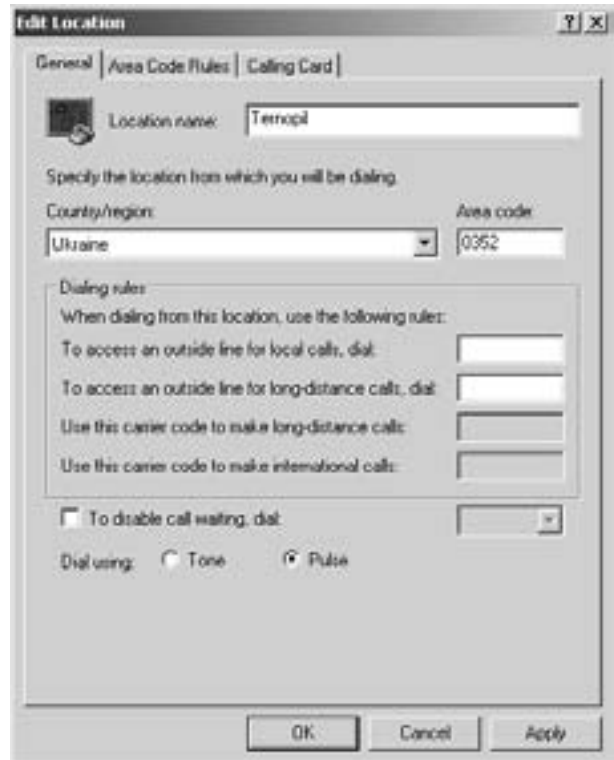 Edit Location
General Area Code Rules Calling Card
Location name: Ternopil
Specify the location from which you will be dialing.
Country/region: Area code:
Ukraine 0352
Dialing rules
When dialing from this location, use the following rules:
To access an outside line for local calls, dial:
To access an outside line for long-distance calls, dial:
Use this carrier code to make long-distance calls:
Use this carrier code to make international calls:
To disable call waiting, dial:
Dial using: Tone Pulse
OK Cancel Apply